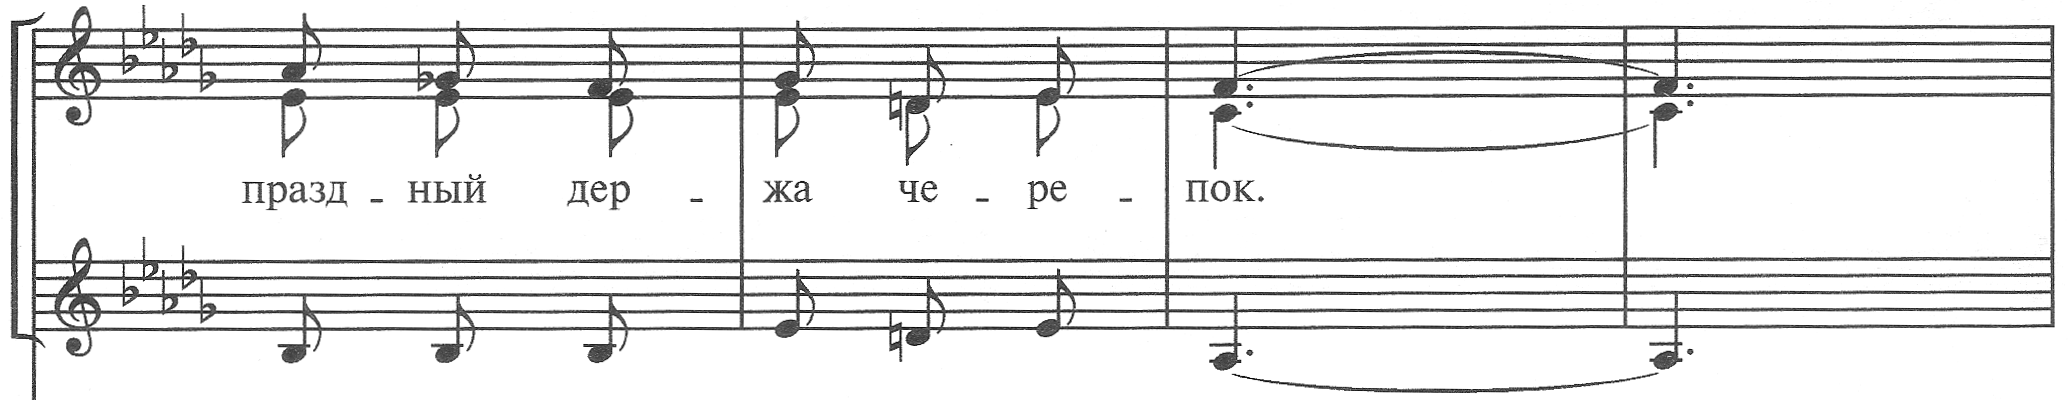 празд - ный дер - жа че - ре - пок.